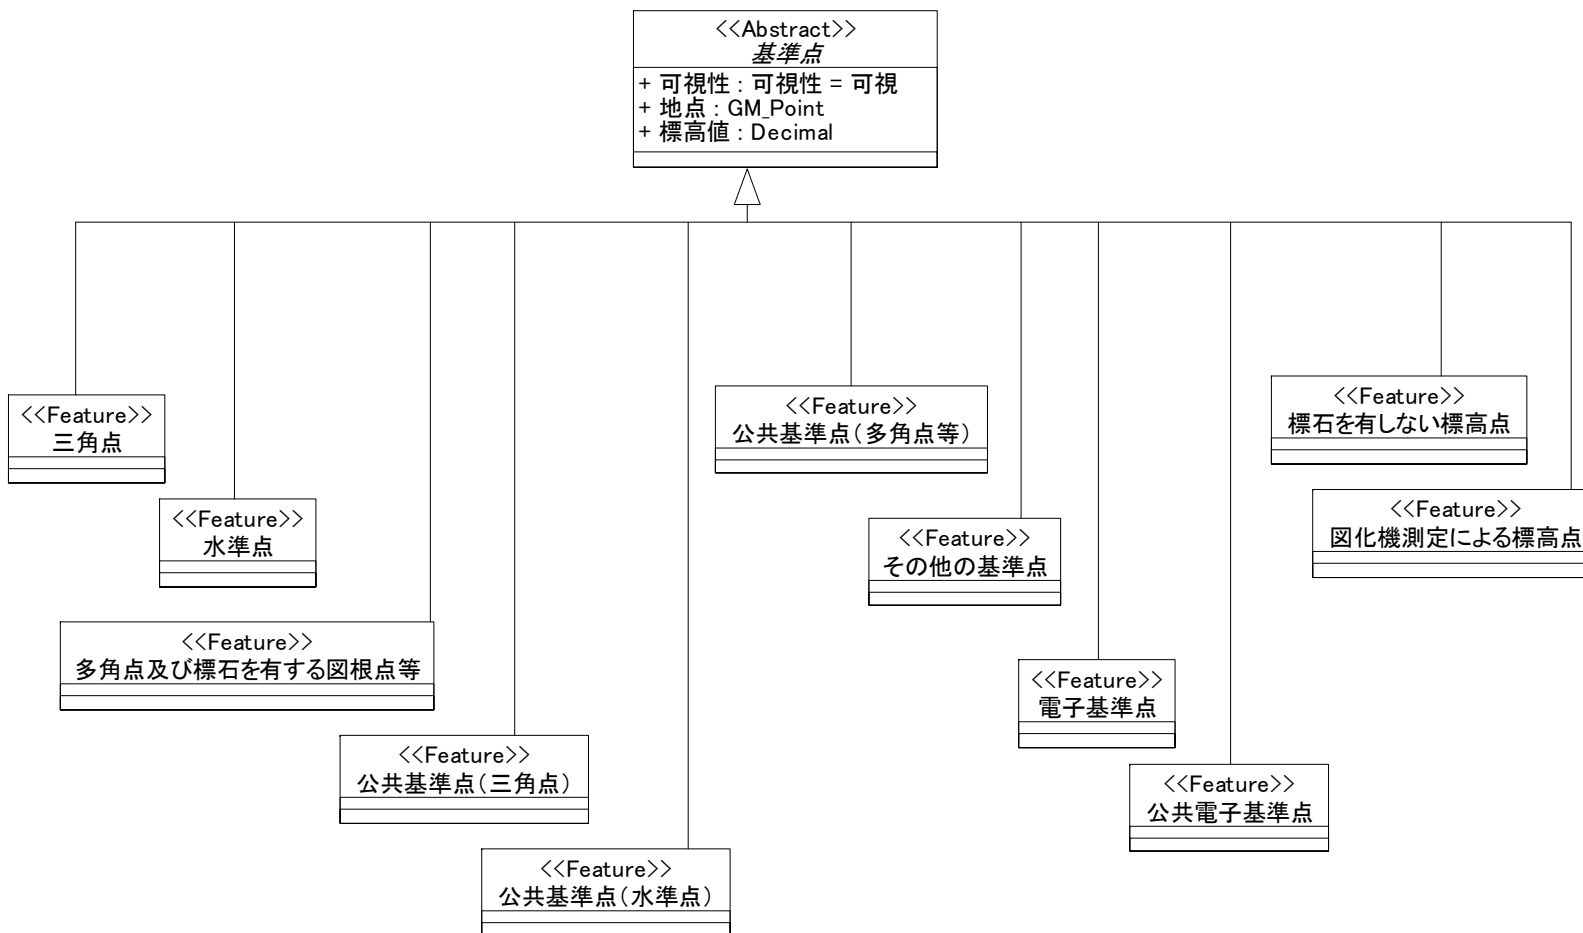 <<Abstract>>
基準点
+ 可視性 : 可視性 = 可視
+ 地点 : GM_Point
+ 標高値 : Decimal
<<Feature>>
三角点
<<Feature>>
水準点
<<Feature>>
多角点及び標石を有する図根点等
<<Feature>>
公共基準点(三角点)
<<Feature>>
公共基準点(水準点)
<<Feature>>
公共基準点(多角点等)
<<Feature>>
その他の基準点
<<Feature>>
電子基準点
<<Feature>>
公共電子基準点
<<Feature>>
標石を有しない標高点
<<Feature>>
図化機測定による標高点